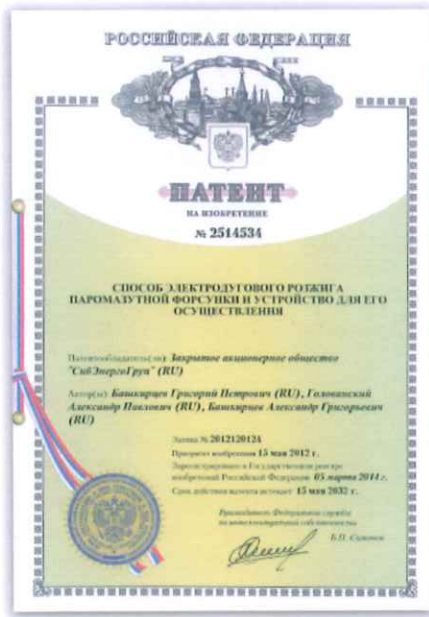 РОССИЙСКАЯ ФЕДЕРАЦИЯ
ПАТЕНТ
НА ИЗОБРЕТЕНИЕ
№ 2514534
СПОСОБ ЭЛЕКТРОДУГОВОГО РОЗЖИГА
ПАРОМАЗУТНОЙ ФОРСУНКИ И УСТРОЙСТВО ДЛЯ ЕГО
ОСУЩЕСТВЛЕНИЯ
Патентообладатель(ли): Закрытое акционерное общество
"СибЭнергоГруп" (RU)
Автор(ы): Башкирцев Григорий Петрович (RU), Голованский
Александр Павлович (RU), Башкирцев Александр Григорьевич
(RU)
Заявка № 2012120124
Приоритет изобретения 15 мая 2012 г.
Зарегистрировано в Государственном реестре
изобретений Российской Федерации 05 марта 2014 г.
Срок действия патента истекает 15 мая 2032 г.
Руководитель Федеральной службы
по интеллектуальной собственности
Б.П. Симонов